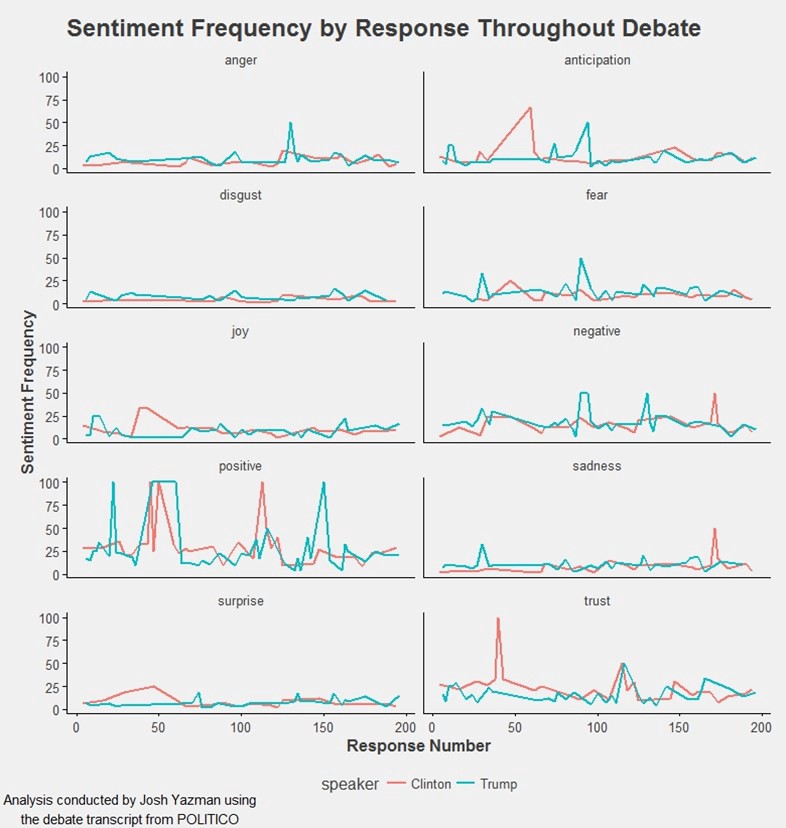 Sentiment Frequency by Response Throughout Debate
anger
anticipation
100
75
50
25
0
disgust
fear
100
75
50
25
0
joy
negative
100
75
50
25
0
positive
sadness
100
75
50
25
0
surprise
trust
100
75
50
25
0
Sentiment Frequency
0 50 100 150 200 0 50 100 150 200
Response Number
speaker Clinton Trump
Analysis conducted by Josh Yazman using
the debate transcript from POLITICO